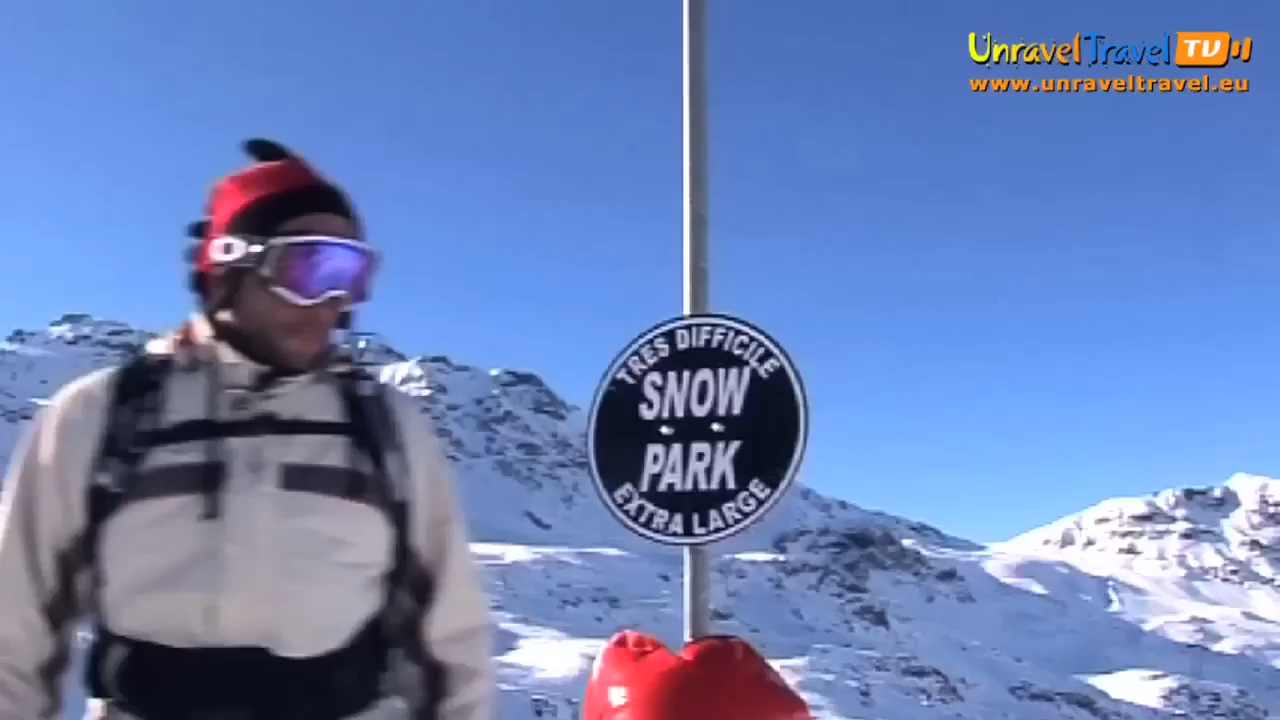 UnravelTravel TV
www.unraveltravel.eu
TRES DIFFICILE
SNOW
PARK
EXTRA LARGE